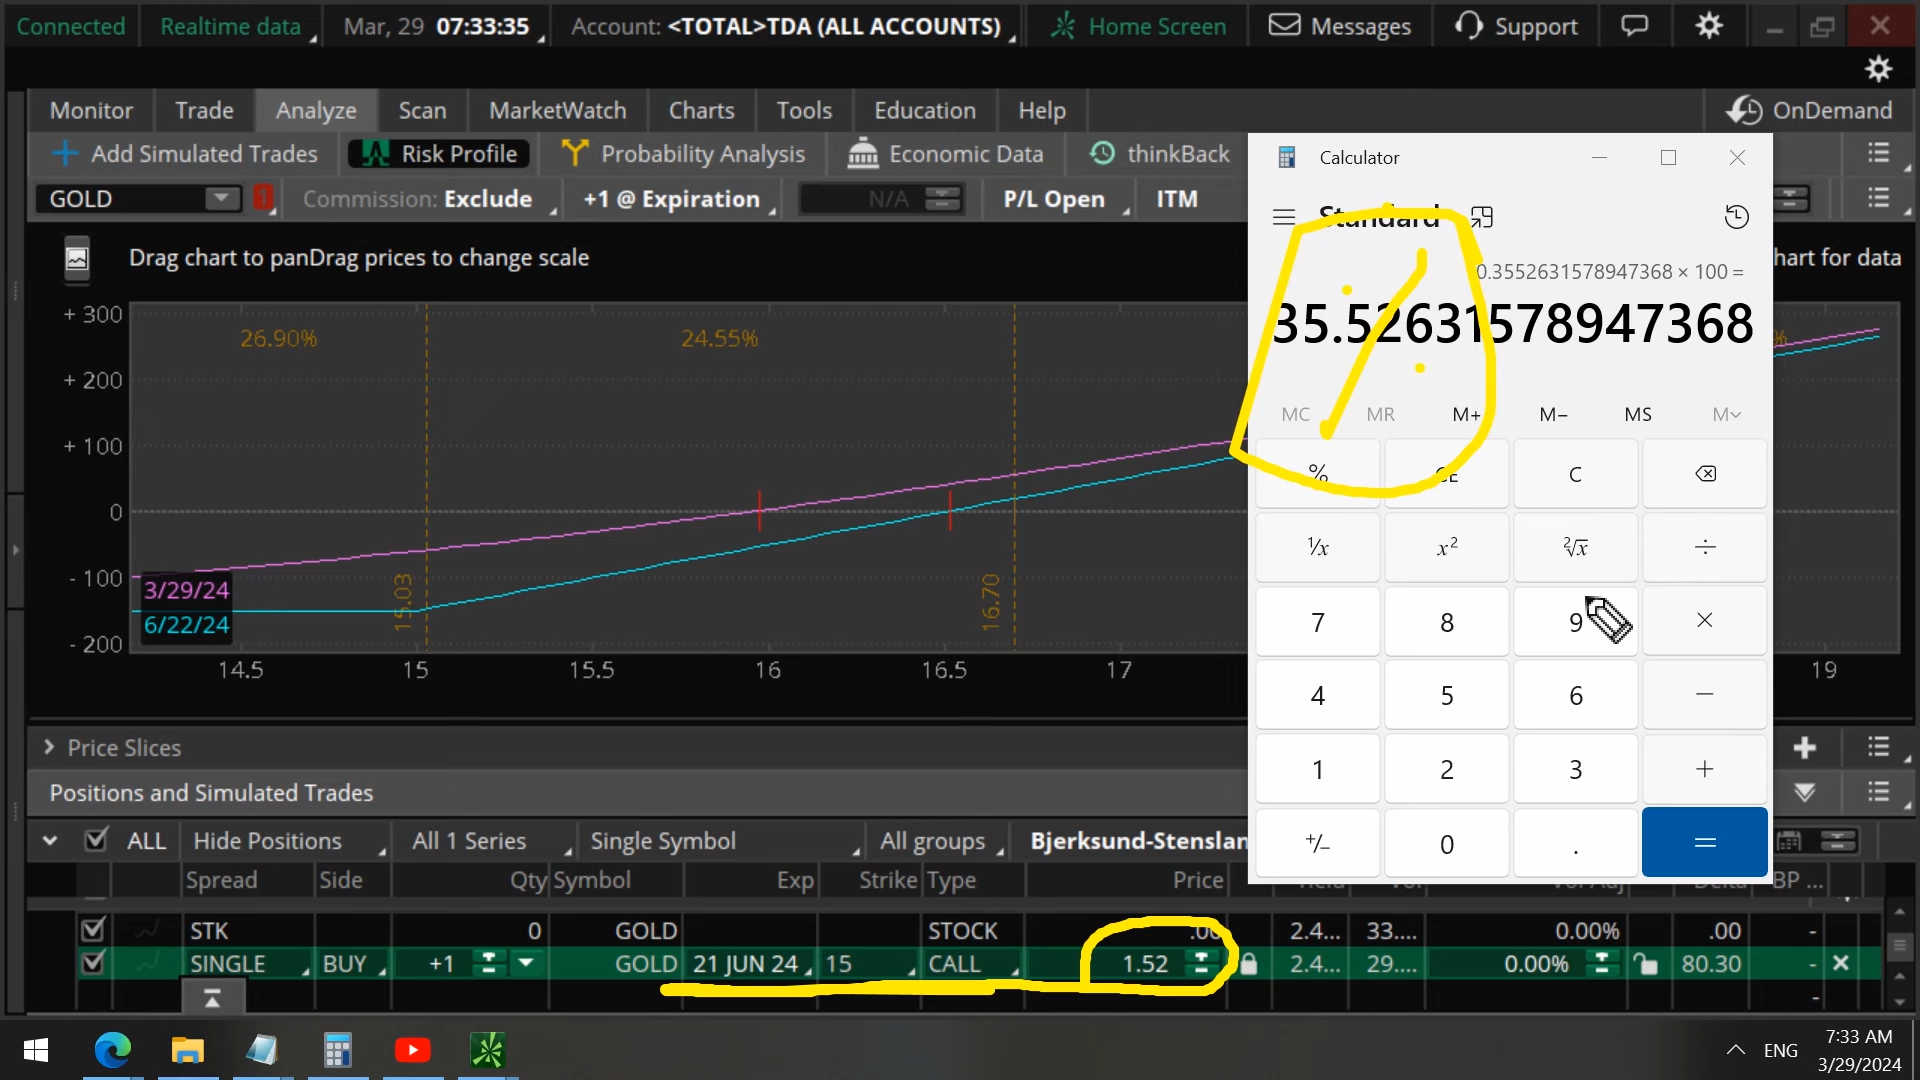 Connected Realtime data Mar, 29 07:33:35 Account: <TOTAL>TDA (ALL ACCOUNTS) Home Screen Messages Support
Monitor Trade Analyze Scan MarketWatch Charts Tools Education Help OnDemand
Add Simulated Trades Risk Profile Probability Analysis Economic Data thinkBack
GOLD 1 Commission: Exclude +1 @ Expiration N/A P/L Open ITM
Drag chart to panDrag prices to change scale hart for data
+ 300
+ 200
+ 100
0
- 100
- 200
26.90% 24.55% %
15.03 16.70
3/29/24
6/22/24
14.5 15 15.5 16 16.5 17 19
Calculator
Standard
0.3552631578947368 × 100 =
35.52631578947368
MC MR M+ M− MS M
% CE C
1/x x² ²√x ÷
7 8 9 ×
4 5 6 −
1 2 3 +
+/− 0 . =
Price Slices
Positions and Simulated Trades
ALL Hide Positions All 1 Series Single Symbol All groups Bjerksund-Stenslan
Spread Side Qty Symbol Exp Strike Type Price Vol Adj Delta BP ...
STK 0 GOLD STOCK .00 2.4... 33.... 0.00% .00 -
SINGLE BUY +1 GOLD 21 JUN 24 15 CALL 1.52 2.4... 29.... 0.00% 80.30 - ×
-
ENG 7:33 AM
3/29/2024